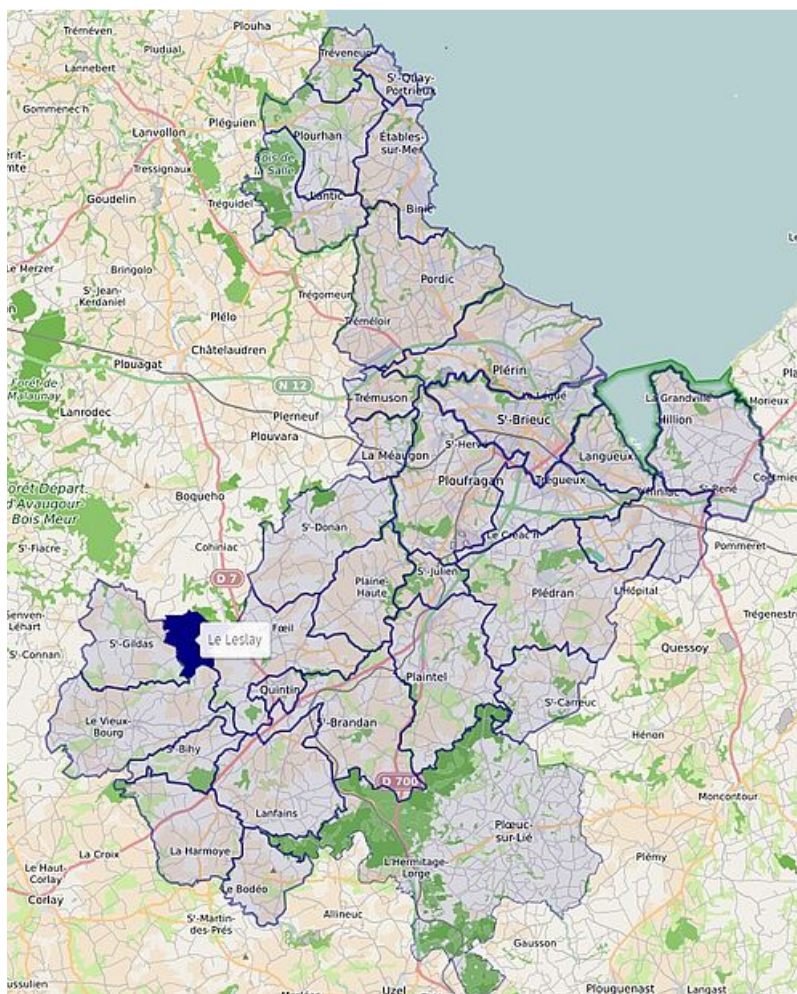 Tréméven
Plouha
Pludual
Lannebert
Tréveneuc
St-Quay-
Portrieux
Gommenec'h
Lanvollon
Pléguien
Plourhan
Étables-
sur-Mer
Tressignaux
Bois de
la Salle
Goudelin
Tréguidel
Lantic
Binic
Le Merzer
Bringolo
St-Jean-
Kerdaniel
Trégomeur
Pordic
Plélo
Tréméloir
Châtelaudren
Plouagat
N 12
Plérin
Forêt de
Malaunay
Lanrodec
Plerneuf
Trémuson
Légué
St-Brieuc
La Grandville
Hillion
Morieux
Plouvara
La Méaugon
St-Herv
Langueux
Ploufragan
Trégueux
St-René
Boqueho
Forêt Départ
d'Avaugour-
Bois Meur
St-Donan
Le Créac'h
St-Fiacre
Cohiniac
Pommeret
D 7
Plaine-
Haute
St-Julien
Plédran
L'Hôpital
Senven-
Léhart
St-Gildas
Le Leslay
Fœil
Trégenestre
St-Connan
Quessoy
Quintin
Plaintel
Le Vieux-
Bourg
St-Brandan
St-Carreuc
St-Bihy
Hénon
D 700
Moncontour
Lanfains
Plœuc-
sur-Lié
La Croix
La Harmoye
Plémy
Le Haut-
Corlay
Corlay
Le Bodéo
L'Hermitage-
Lorge
St-Martin-
des-Prés
Allineuc
Gausson
Uzel
Plouguenast
Langast